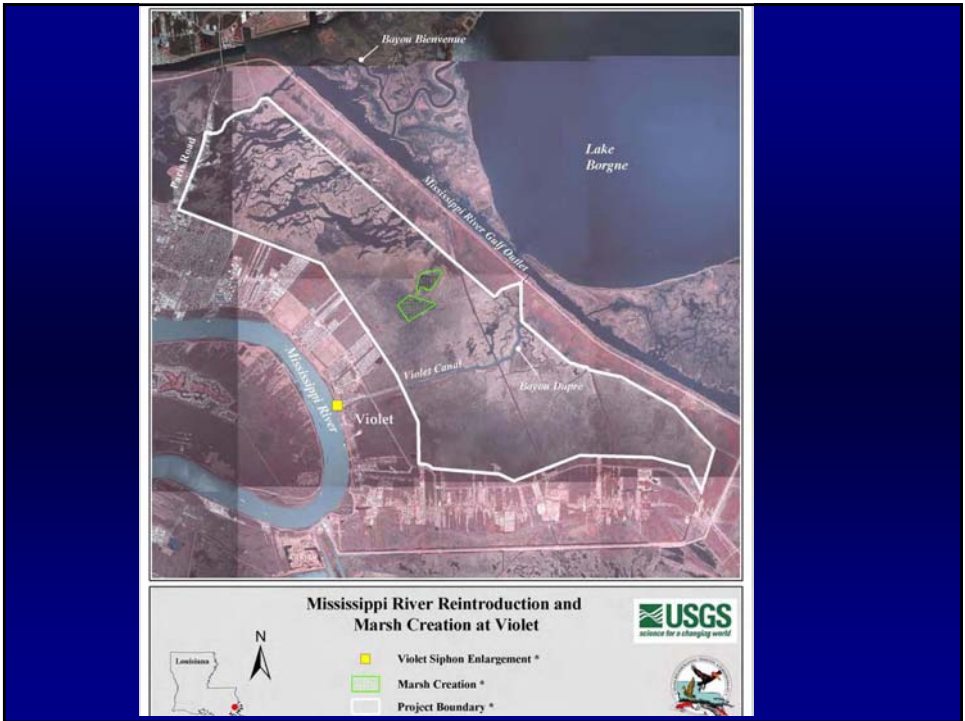 Bayou Bienvenue
Lake
Borgne
Paris Road
Mississippi River Gulf Outlet
Mississippi River
Violet Canal
Bayou Dupre
Violet
Mississippi River Reintroduction and
Marsh Creation at Violet
USGS
science for a changing world
N
Louisiana
Violet Siphon Enlargement *
Marsh Creation *
Project Boundary *